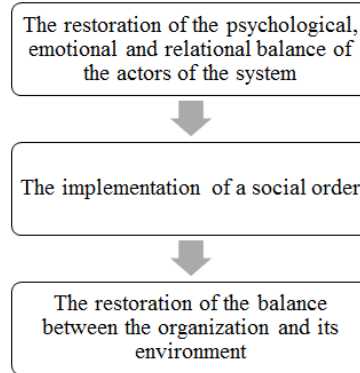 The restoration of the psychological,
emotional and relational balance of
the actors of the system
The implementation of a social order
The restoration of the balance
between the organization and its
environment